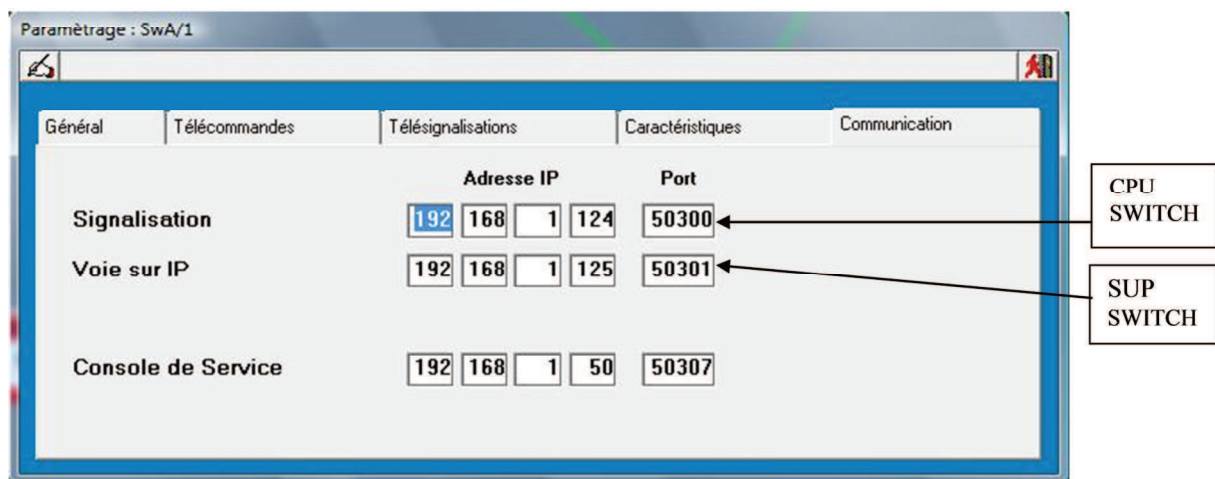 Paramètrage : SwA/1
Général Télécommandes Télésignalisations Caractéristiques Communication
Adresse IP Port
Signalisation 192 168 1 124 50300
CPU
SWITCH
Voie sur IP 192 168 1 125 50301
SUP
SWITCH
Console de Service 192 168 1 50 50307